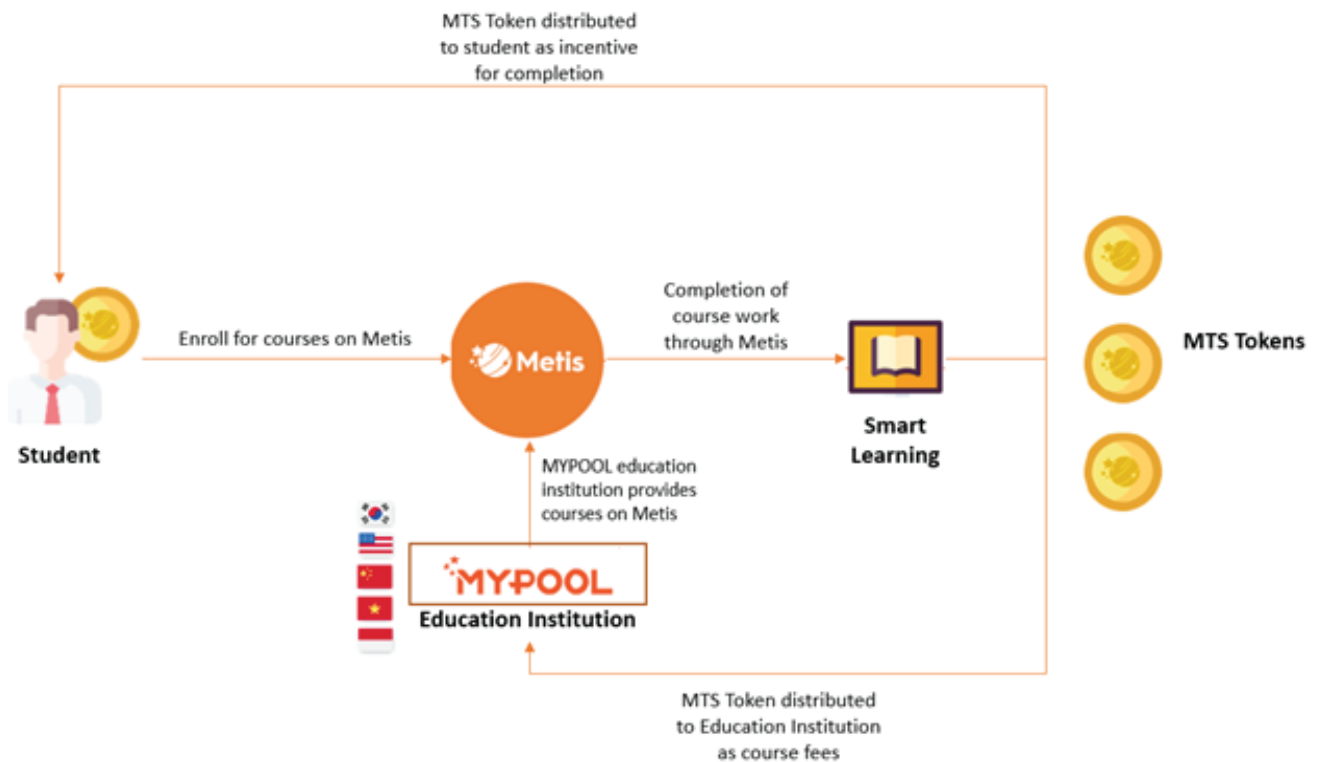 MTS Token distributed
to student as incentive
for completion
Enroll for courses on Metis
Metis
Completion of
course work
through Metis
MTS Tokens
Student
Smart
Learning
MYPOOL education
institution provides
courses on Metis
MYPOOL
Education Institution
MTS Token distributed
to Education Institution
as course fees